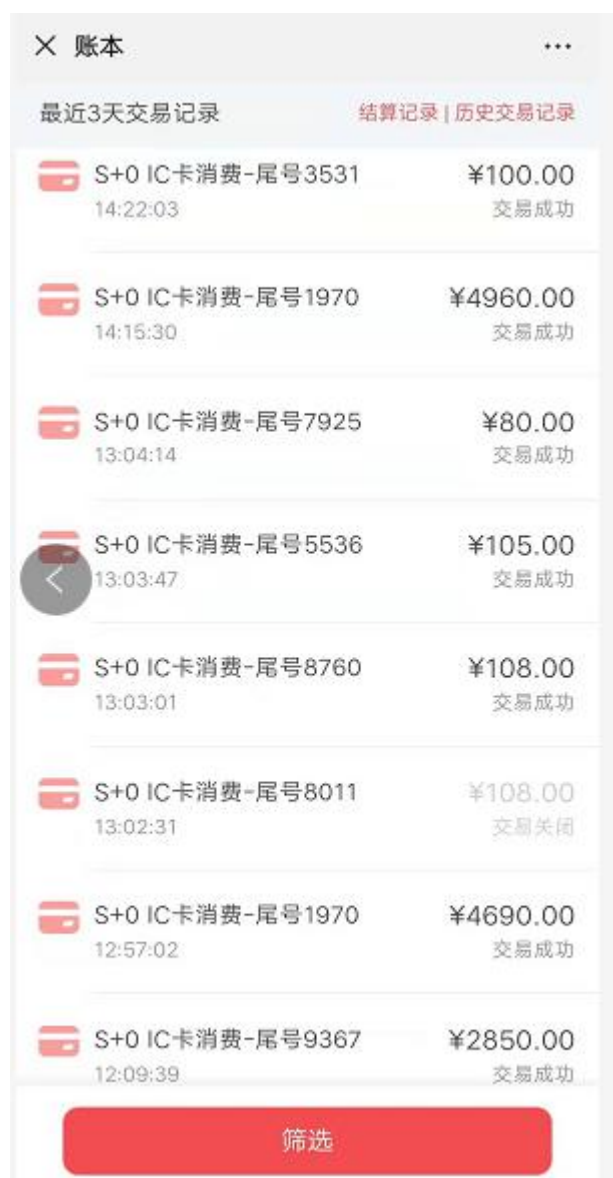 账本
最近3天交易记录 结算记录 | 历史交易记录
S+0 IC卡消费-尾号3531 ¥100.00
14:22:03 交易成功
S+0 IC卡消费-尾号1970 ¥4960.00
14:15:30 交易成功
S+0 IC卡消费-尾号7925 ¥80.00
13:04:14 交易成功
S+0 IC卡消费-尾号5536 ¥105.00
13:03:47 交易成功
S+0 IC卡消费-尾号8760 ¥108.00
13:03:01 交易成功
S+0 IC卡消费-尾号8011 ¥108.00
13:02:31 交易关闭
S+0 IC卡消费-尾号1970 ¥4690.00
12:57:02 交易成功
S+0 IC卡消费-尾号9367 ¥2850.00
12:09:39 交易成功
筛选